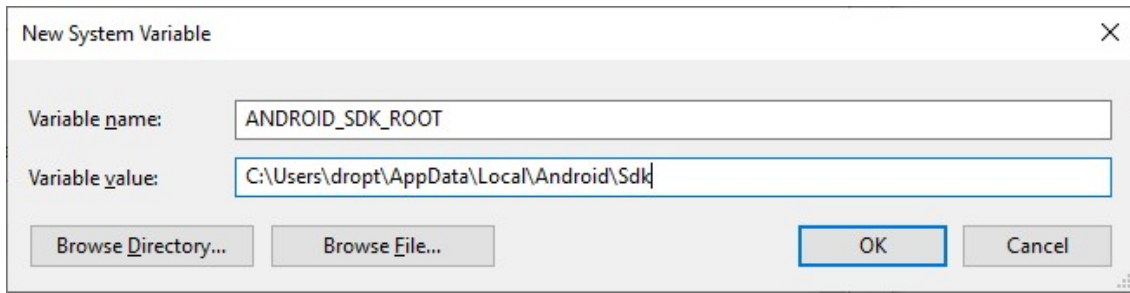 New System Variable
Variable name: ANDROID_SDK_ROOT
Variable value: C:\Users\dropt\AppData\Local\Android\Sdk
Browse Directory... Browse File... OK Cancel